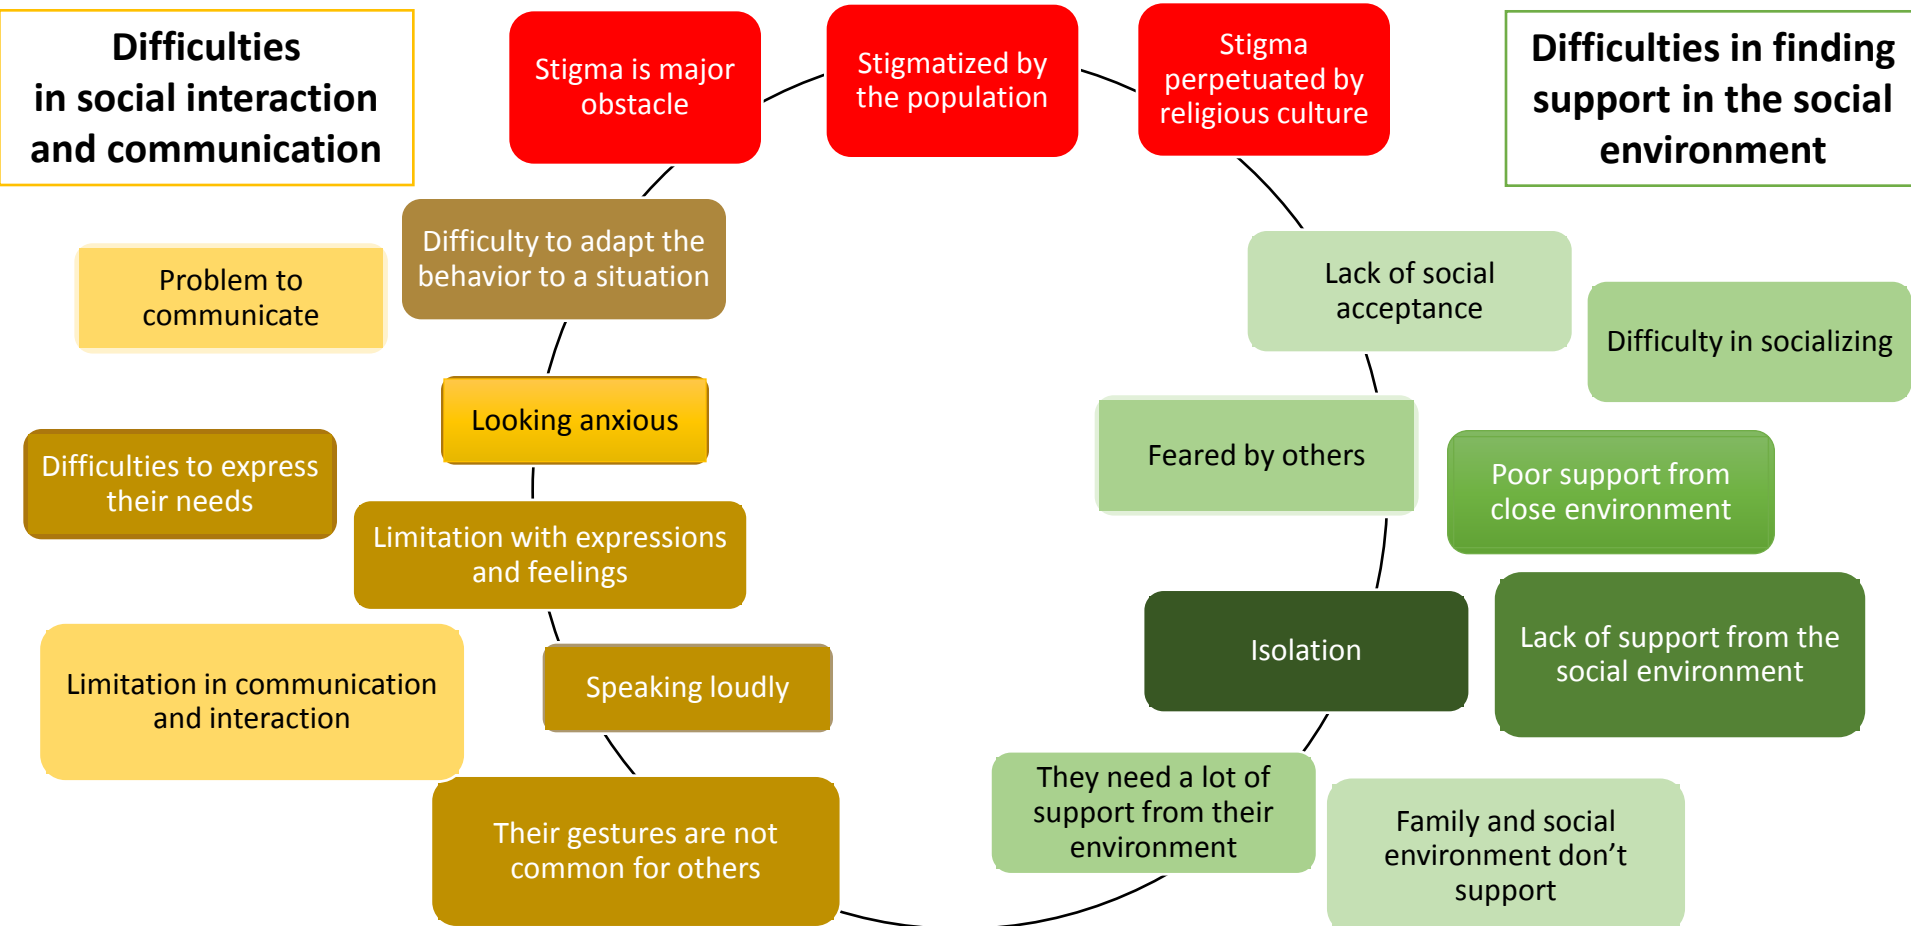 Difficulties
in social interaction
and communication
Stigma is major
obstacle
Stigmatized by
the population
Stigma
perpetuated by
religious culture
Difficulties in finding
support in the social
environment
Difficulty to adapt the
behavior to a situation
Problem to
communicate
Looking anxious
Difficulties to express
their needs
Limitation with expressions
and feelings
Limitation in communication
and interaction
Speaking loudly
Their gestures are not
common for others
Lack of social
acceptance
Difficulty in socializing
Feared by others
Poor support from
close environment
Isolation
Lack of support from the
social environment
They need a lot of
support from their
environment
Family and social
environment don’t
support